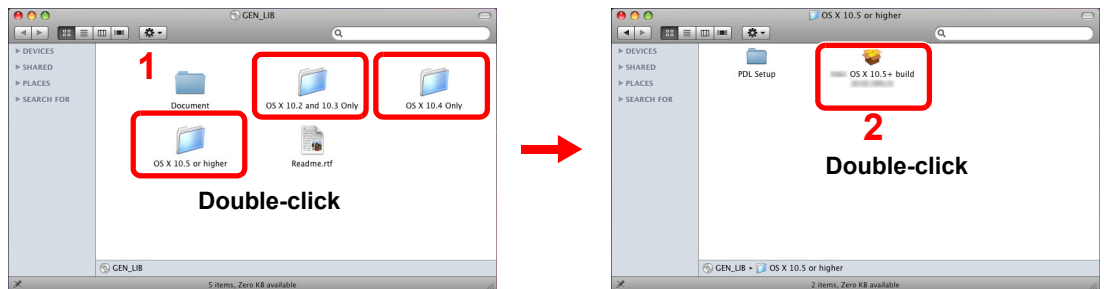 GEN_LIB
DEVICES
SHARED
PLACES
SEARCH FOR
1
Document
OS X 10.2 and 10.3 Only
OS X 10.4 Only
OS X 10.5 or higher
Readme.rtf
Double-click
GEN_LIB
5 items, Zero KB available
OS X 10.5 or higher
DEVICES
SHARED
PLACES
SEARCH FOR
PDL Setup
OS X 10.5+ build
2
Double-click
GEN_LIB ▸ OS X 10.5 or higher
2 items, Zero KB available